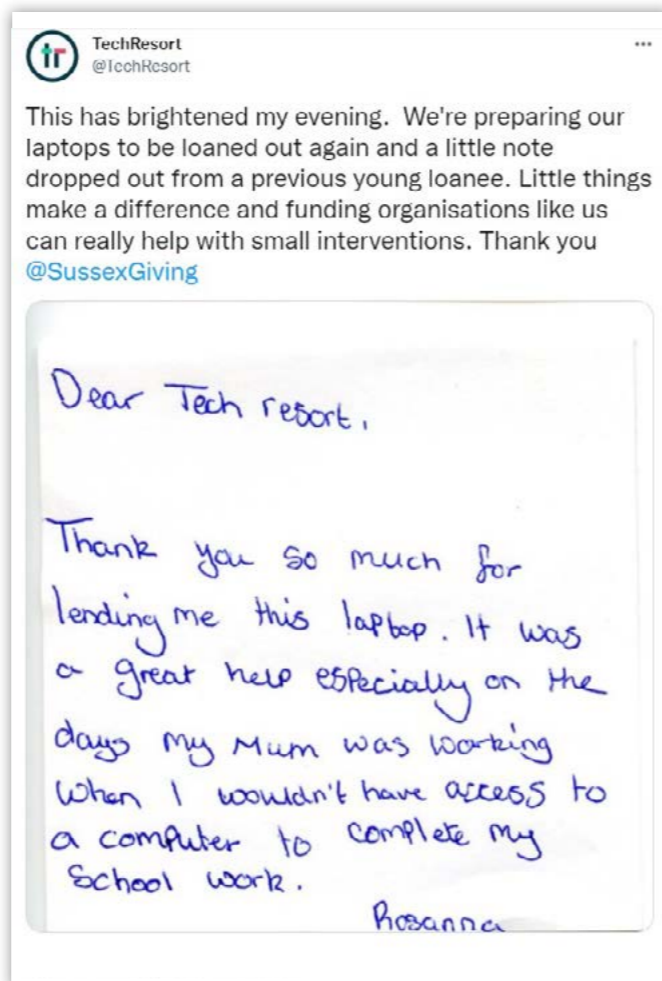 tr
TechResort
@TechResort
This has brightened my evening. We're preparing our
laptops to be loaned out again and a little note
dropped out from a previous young loanee. Little things
make a difference and funding organisations like us
can really help with small interventions. Thank you
@SussexGiving
Dear Tech resort,
Thank you so much for
lending me this laptop. It was
a great help especially on the
days my Mum was working
When I wouldn't have access to
a computer to complete my
School work.
Rosanna